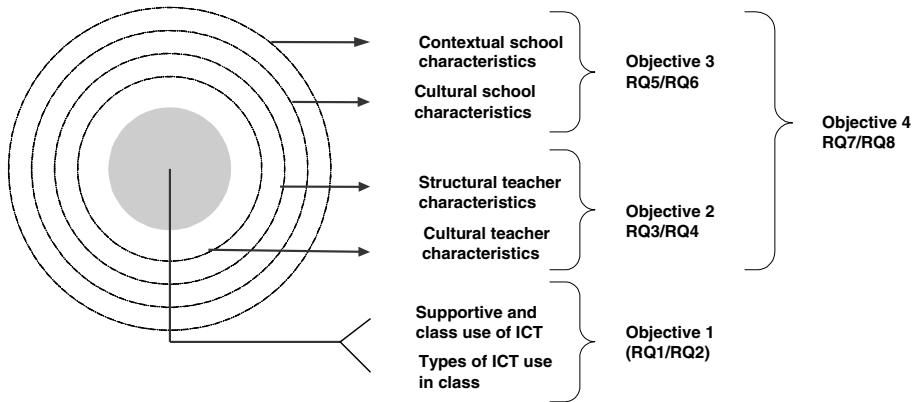 Contextual school
characteristics
Cultural school
characteristics
Objective 3
RQ5/RQ6
Structural teacher
characteristics
Cultural teacher
characteristics
Objective 2
RQ3/RQ4
Objective 4
RQ7/RQ8
Supportive and
class use of ICT
Types of ICT use
in class
Objective 1
(RQ1/RQ2)